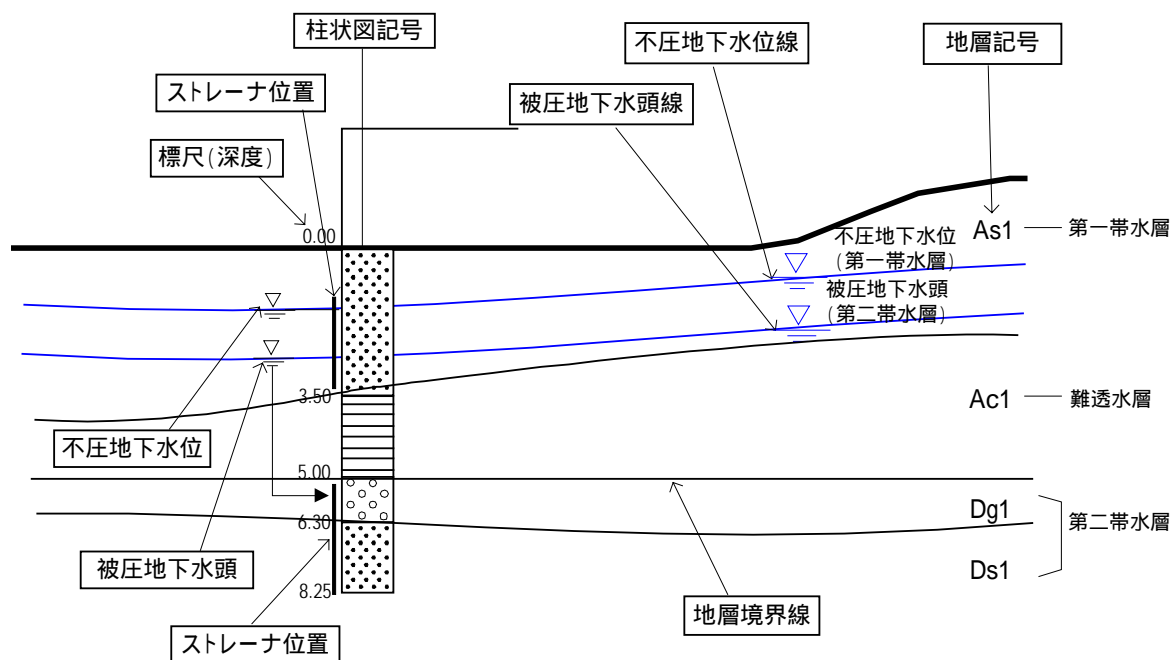 柱状図記号
不圧地下水位線
地層記号
ストレーナ位置
被圧地下水頭線
標尺(深度)
0.00
As1
第一帯水層
不圧地下水位
(第一帯水層)
被圧地下水頭
(第二帯水層)
3.50
Ac1
難透水層
不圧地下水位
5.00
Dg1
6.30
第二帯水層
被圧地下水頭
Ds1
8.25
地層境界線
ストレーナ位置